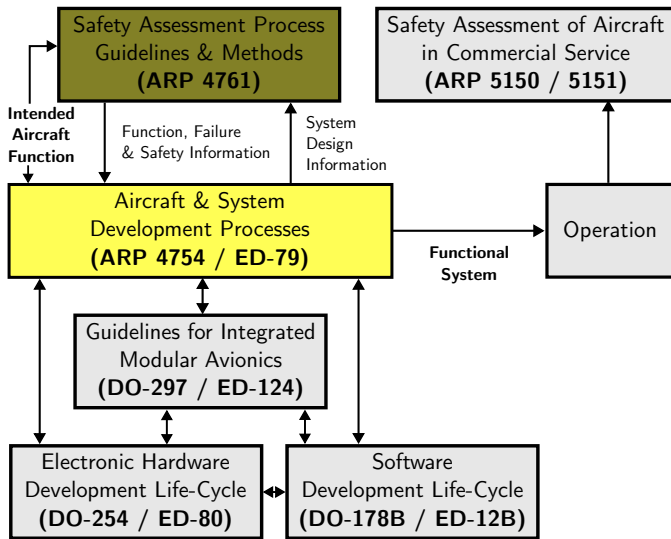 Safety Assessment Process
Guidelines & Methods
(ARP 4761)
Safety Assessment of Aircraft
in Commercial Service
(ARP 5150 / 5151)
Intended
Aircraft
Function
Function, Failure
& Safety Information
System
Design
Information
Aircraft & System
Development Processes
(ARP 4754 / ED-79)
Functional
System
Operation
Guidelines for Integrated
Modular Avionics
(DO-297 / ED-124)
Electronic Hardware
Development Life-Cycle
(DO-254 / ED-80)
Software
Development Life-Cycle
(DO-178B / ED-12B)